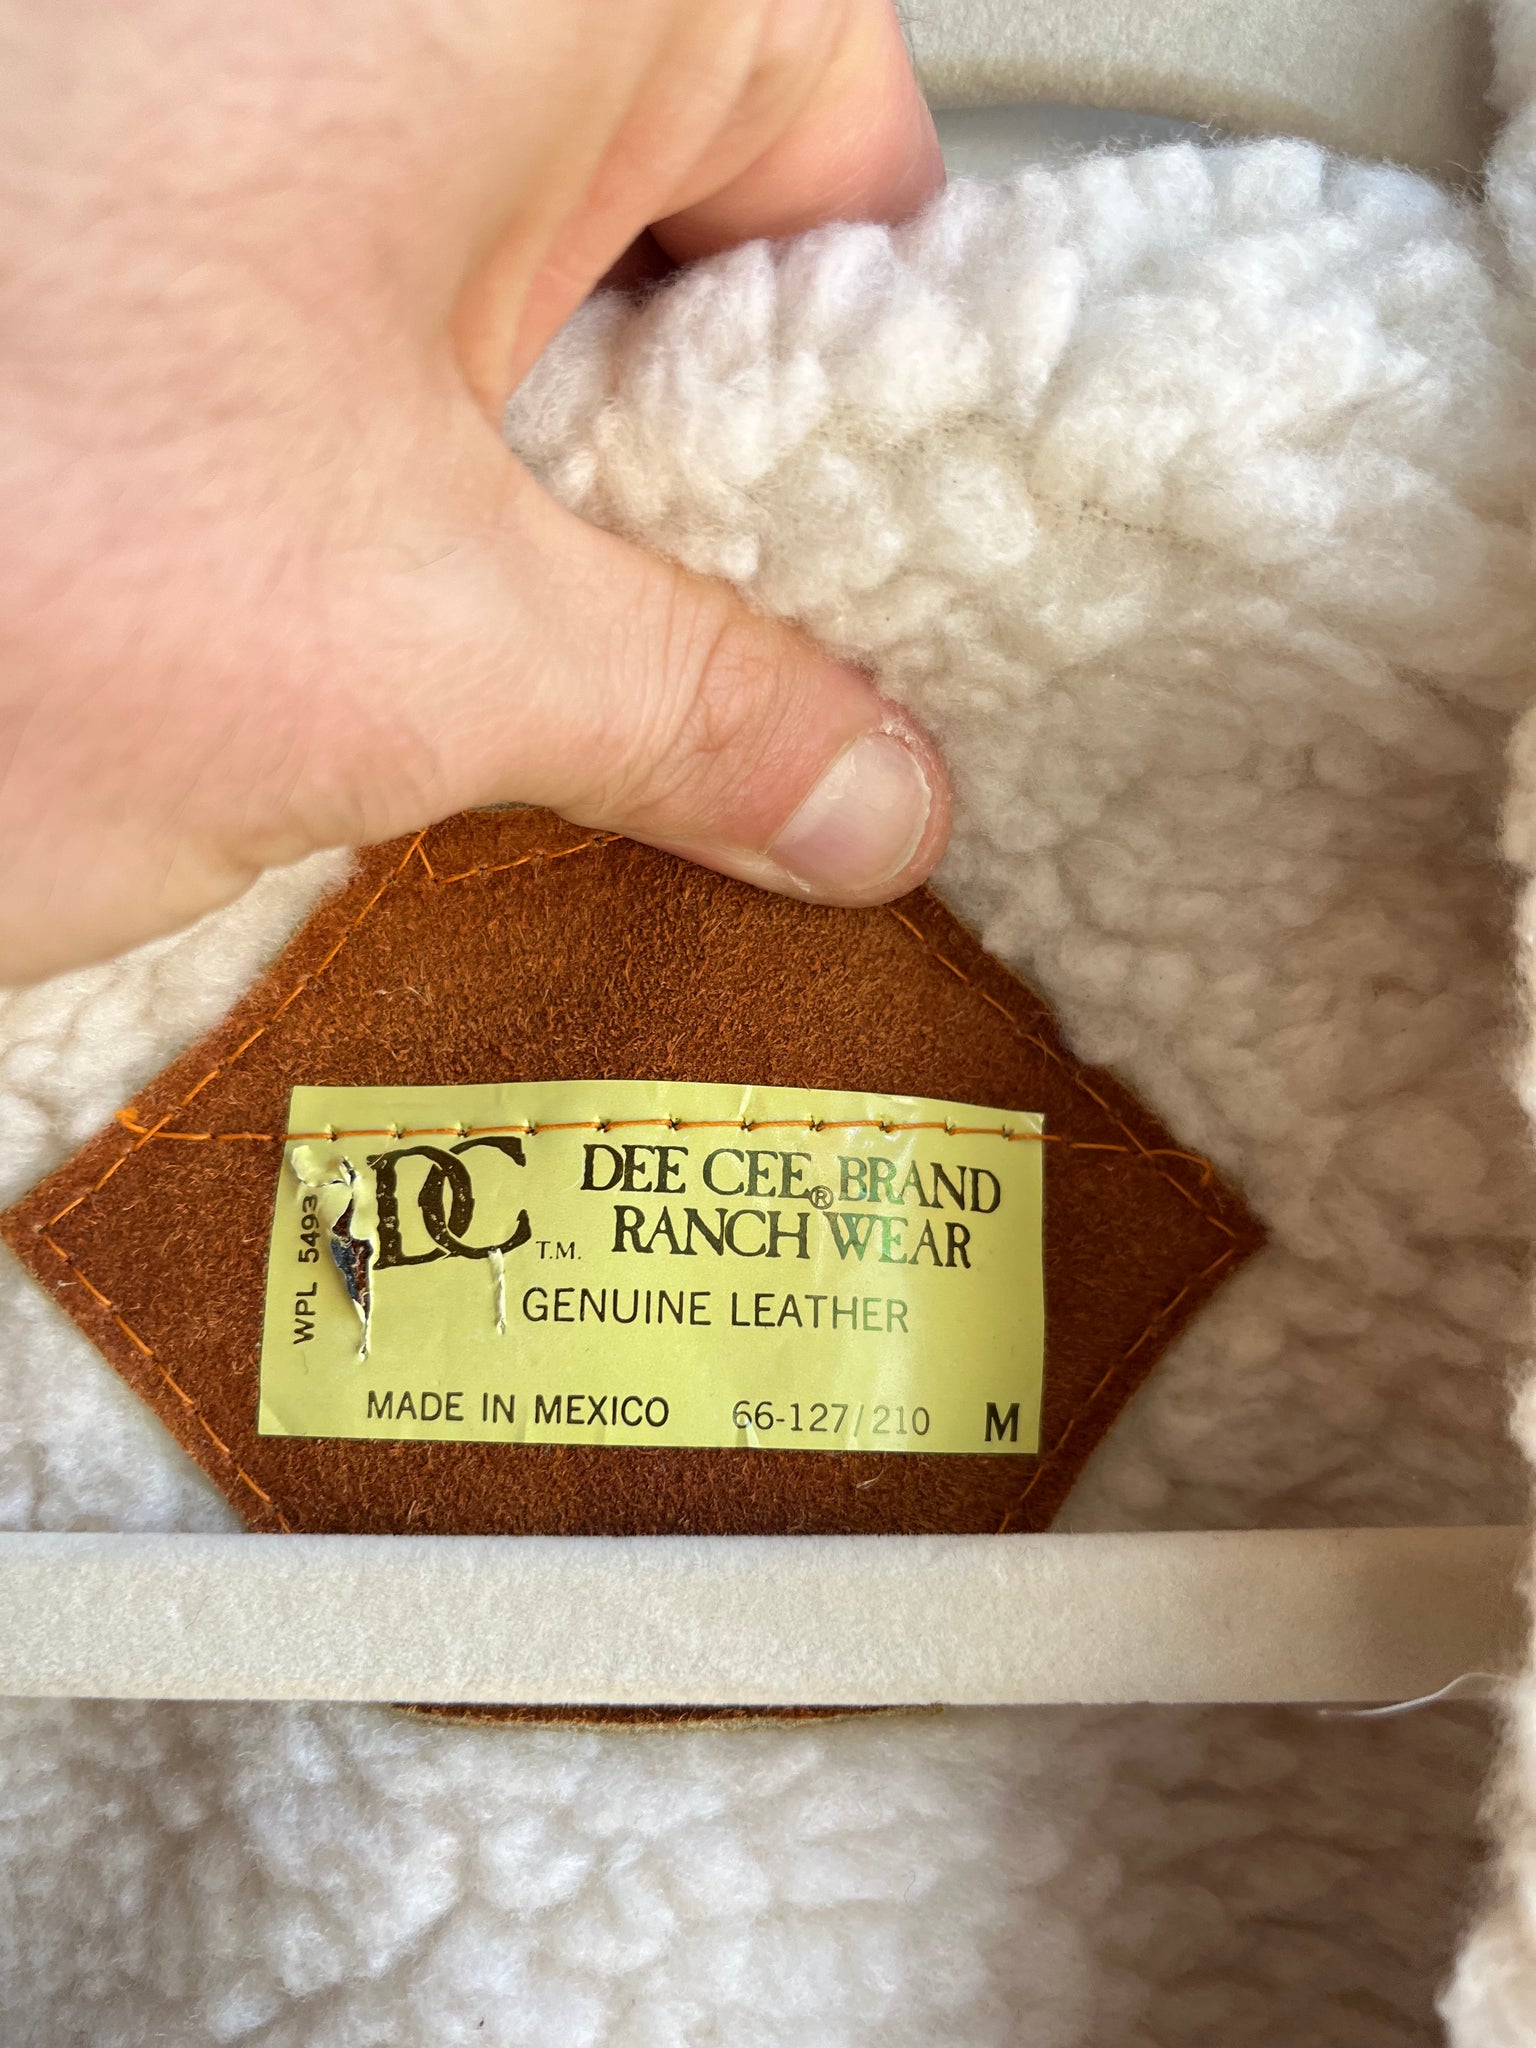 DC T.M.
DEE CEE® BRAND
RANCH WEAR
GENUINE LEATHER
WPL 5493
MADE IN MEXICO 66-127/210 M